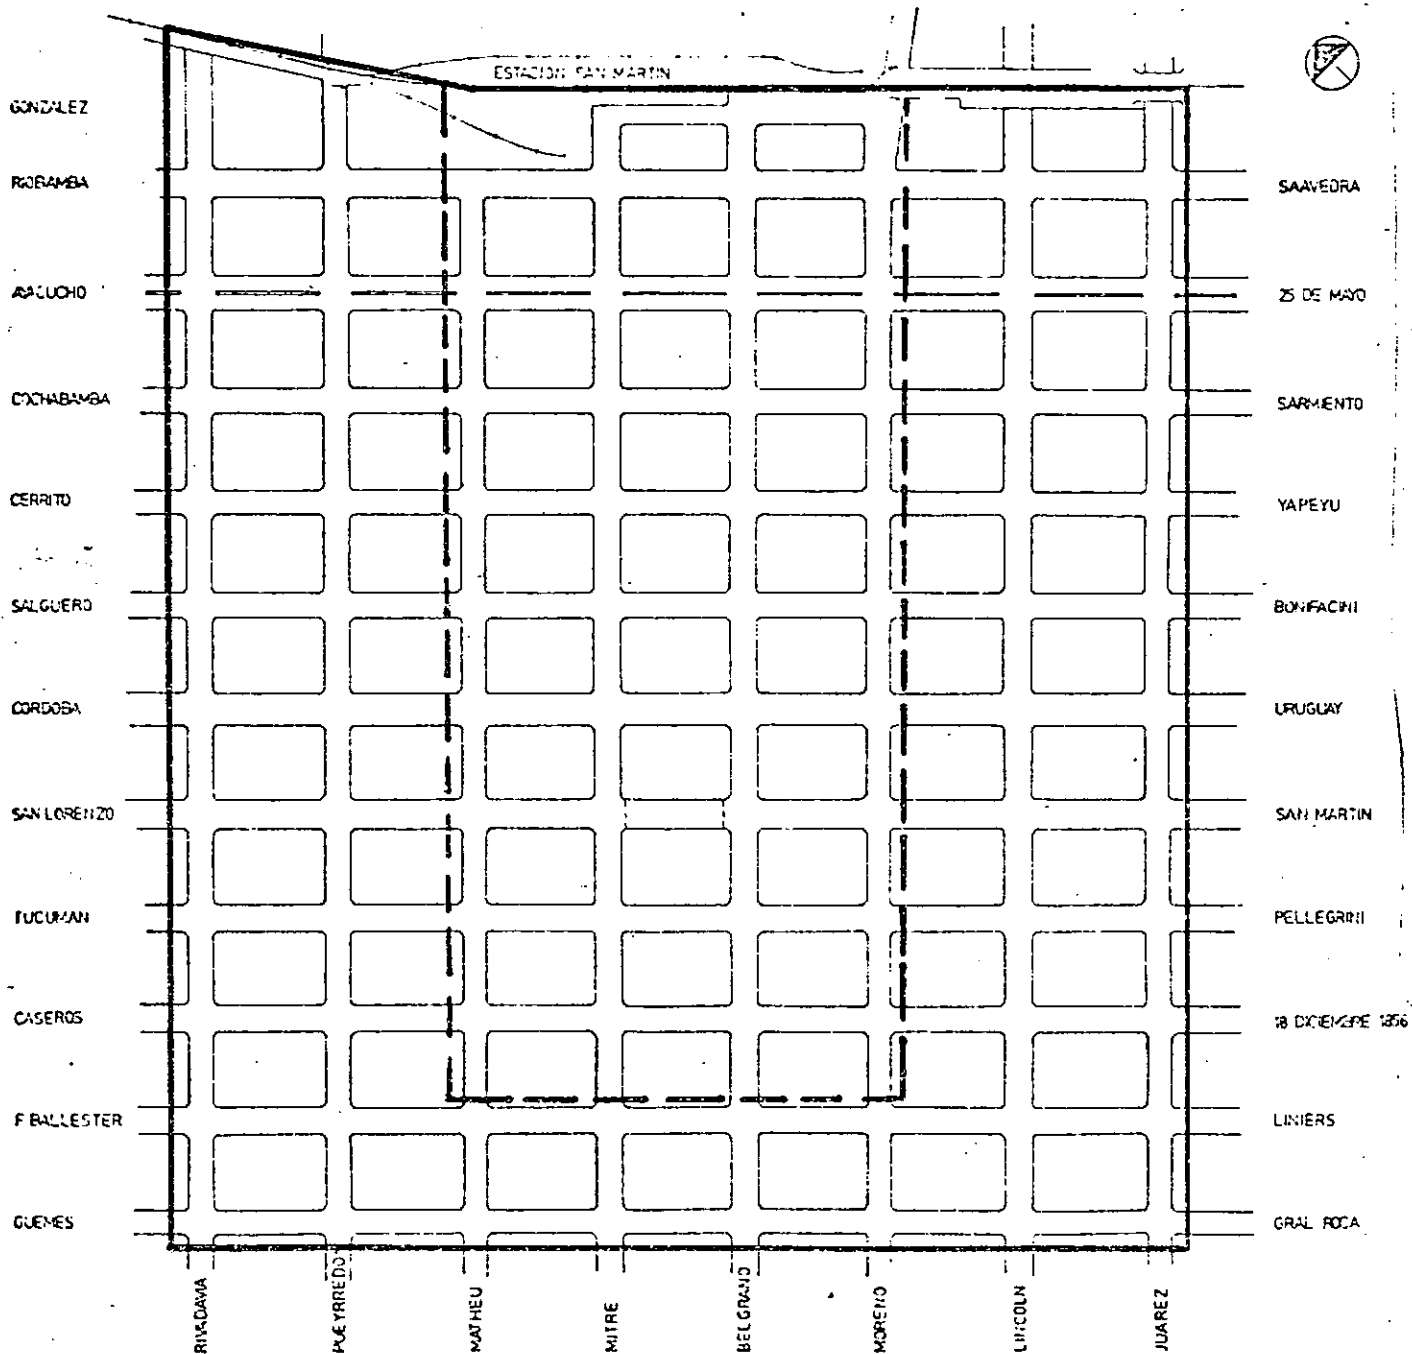 ESTACION SAN MARTIN
GONZALEZ
RIOBAMBA
SAAVEDRA
AYACUCHO
25 DE MAYO
COCHABAMBA
SARMIENTO
CERRITO
YAPEYU
SALGUERO
BONIFACINI
CORDOBA
URUGUAY
SAN LORENZO
SAN MARTIN
TUCUMAN
PELLEGRINI
CASEROS
18 DICIEMBRE 1856
F BALLESTER
LINIERS
GUEMES
GRAL ROCA
RIVADAVIA
PUEYRREDO
MATHEU
MITRE
BELGRANO
MORENO
LINCOLN
JUAREZ